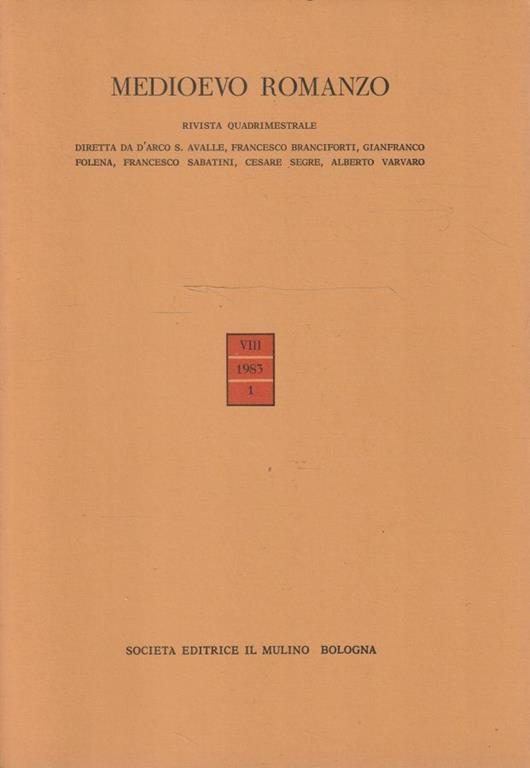 MEDIOEVO ROMANZO
RIVISTA QUADRIMESTRALE
DIRETTA DA D'ARCO S. AVALLE, FRANCESCO BRANCIFORTI, GIANFRANCO
FOLENA, FRANCESCO SABATINI, CESARE SEGRE, ALBERTO VARVARO
VIII
1983
1
SOCIETA EDITRICE IL MULINO BOLOGNA